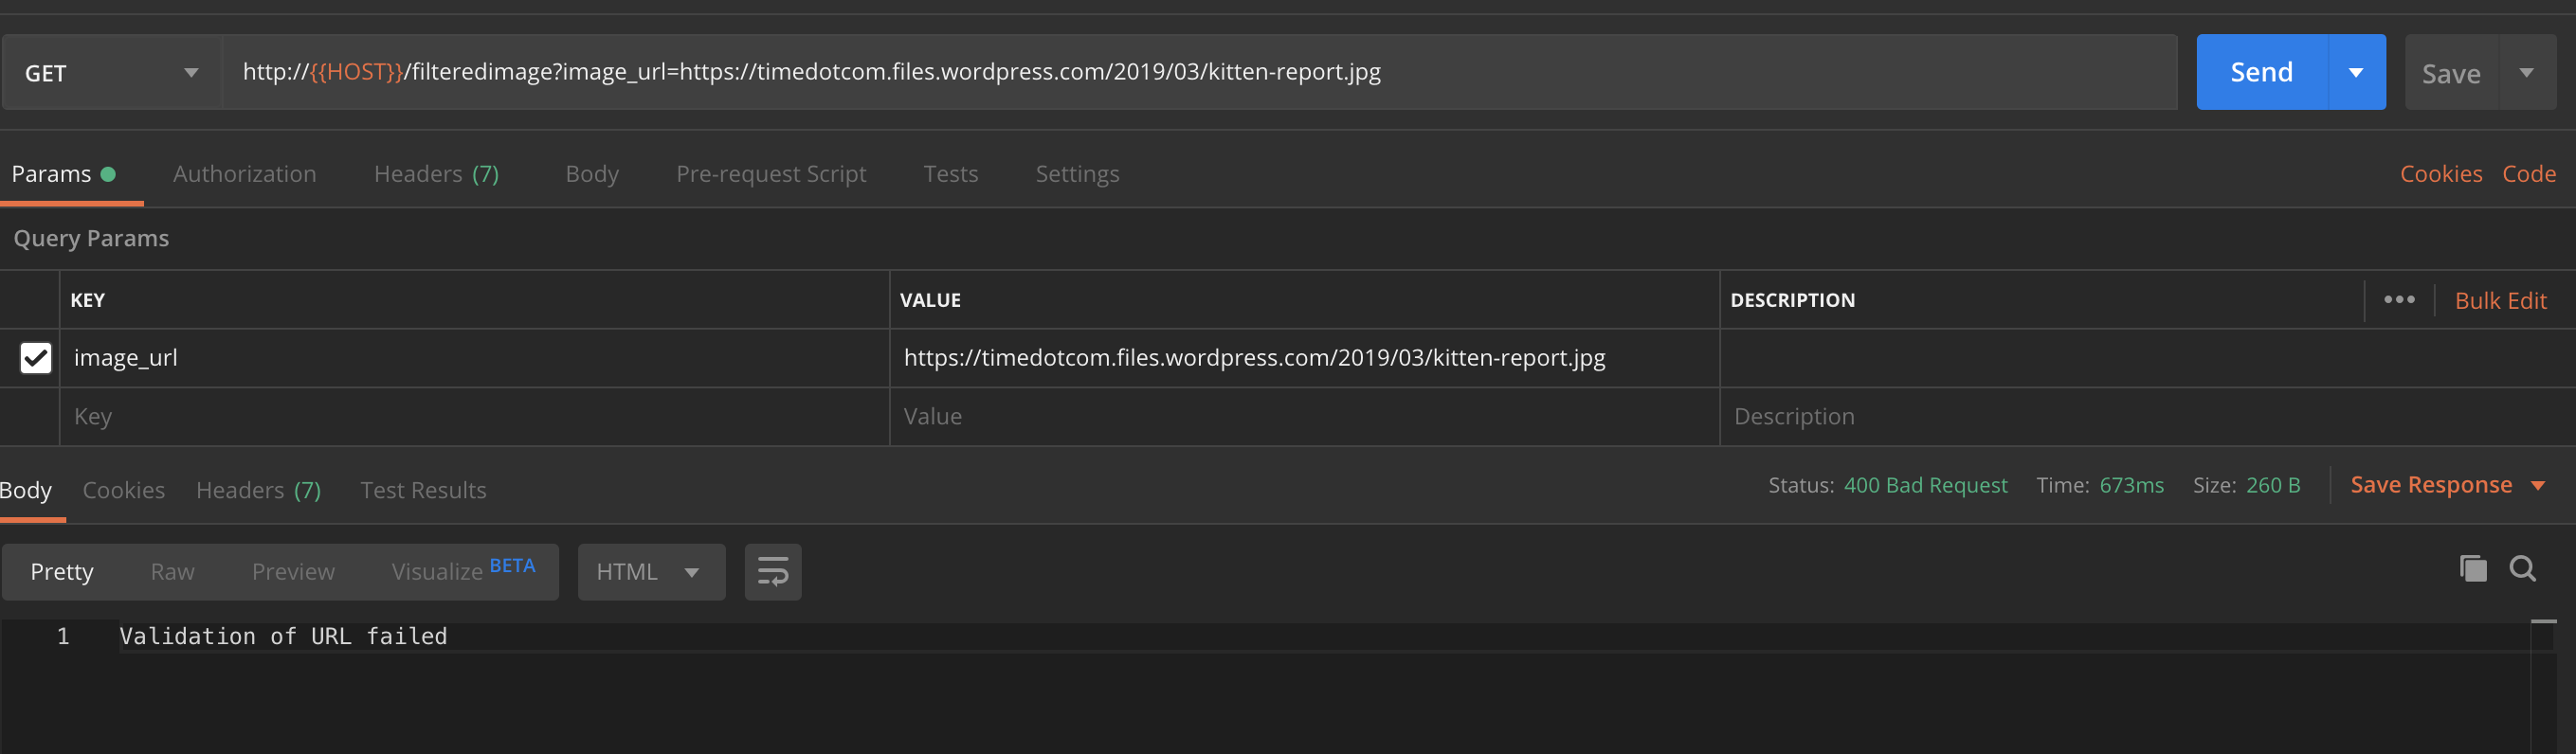 GET http://{{HOST}}/filteredimage?image_url=https://timedotcom.files.wordpress.com/2019/03/kitten-report.jpg Send Save
Params Authorization Headers (7) Body Pre-request Script Tests Settings Cookies Code
Query Params
KEY VALUE DESCRIPTION ••• Bulk Edit
image_url https://timedotcom.files.wordpress.com/2019/03/kitten-report.jpg
Key Value Description
Body Cookies Headers (7) Test Results Status: 400 Bad Request Time: 673ms Size: 260 B Save Response
Pretty Raw Preview Visualize BETA HTML
1 Validation of URL failed